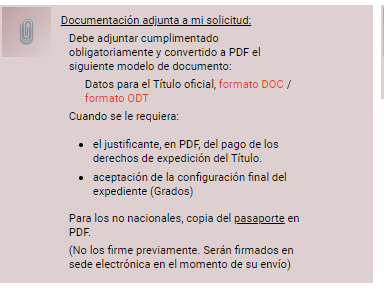 Documentación adjunta a mi solicitud:
Debe adjuntar cumplimentado
obligatoriamente y convertido a PDF el
siguiente modelo de documento:
Datos para el Título oficial, formato DOC /
formato ODT
Cuando se le requiera:
• el justificante, en PDF, del pago de los
derechos de expedición del Título.
• aceptación de la configuración final del
expediente (Grados)
Para los no nacionales, copia del pasaporte en
PDF.
(No los firme previamente. Serán firmados en
sede electrónica en el momento de su envío)